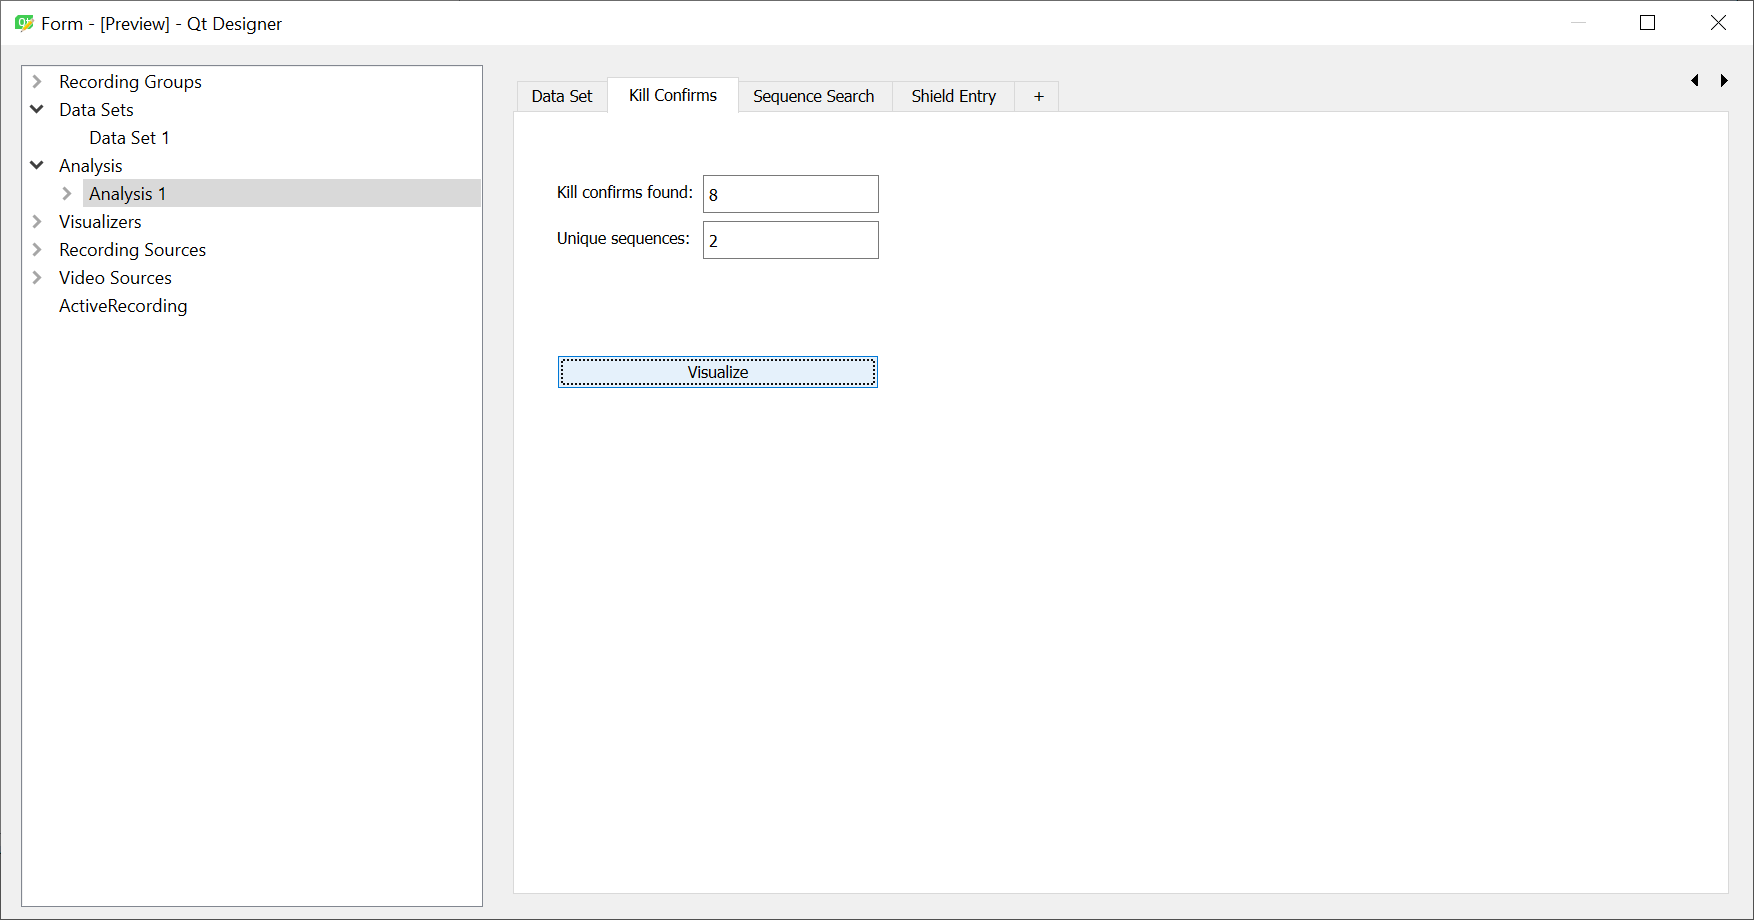 Form - [Preview] - Qt Designer
Recording Groups
Data Sets
Data Set 1
Analysis
Analysis 1
Visualizers
Recording Sources
Video Sources
ActiveRecording
Data Set Kill Confirms Sequence Search Shield Entry +
Kill confirms found: 8
Unique sequences: 2
Visualize